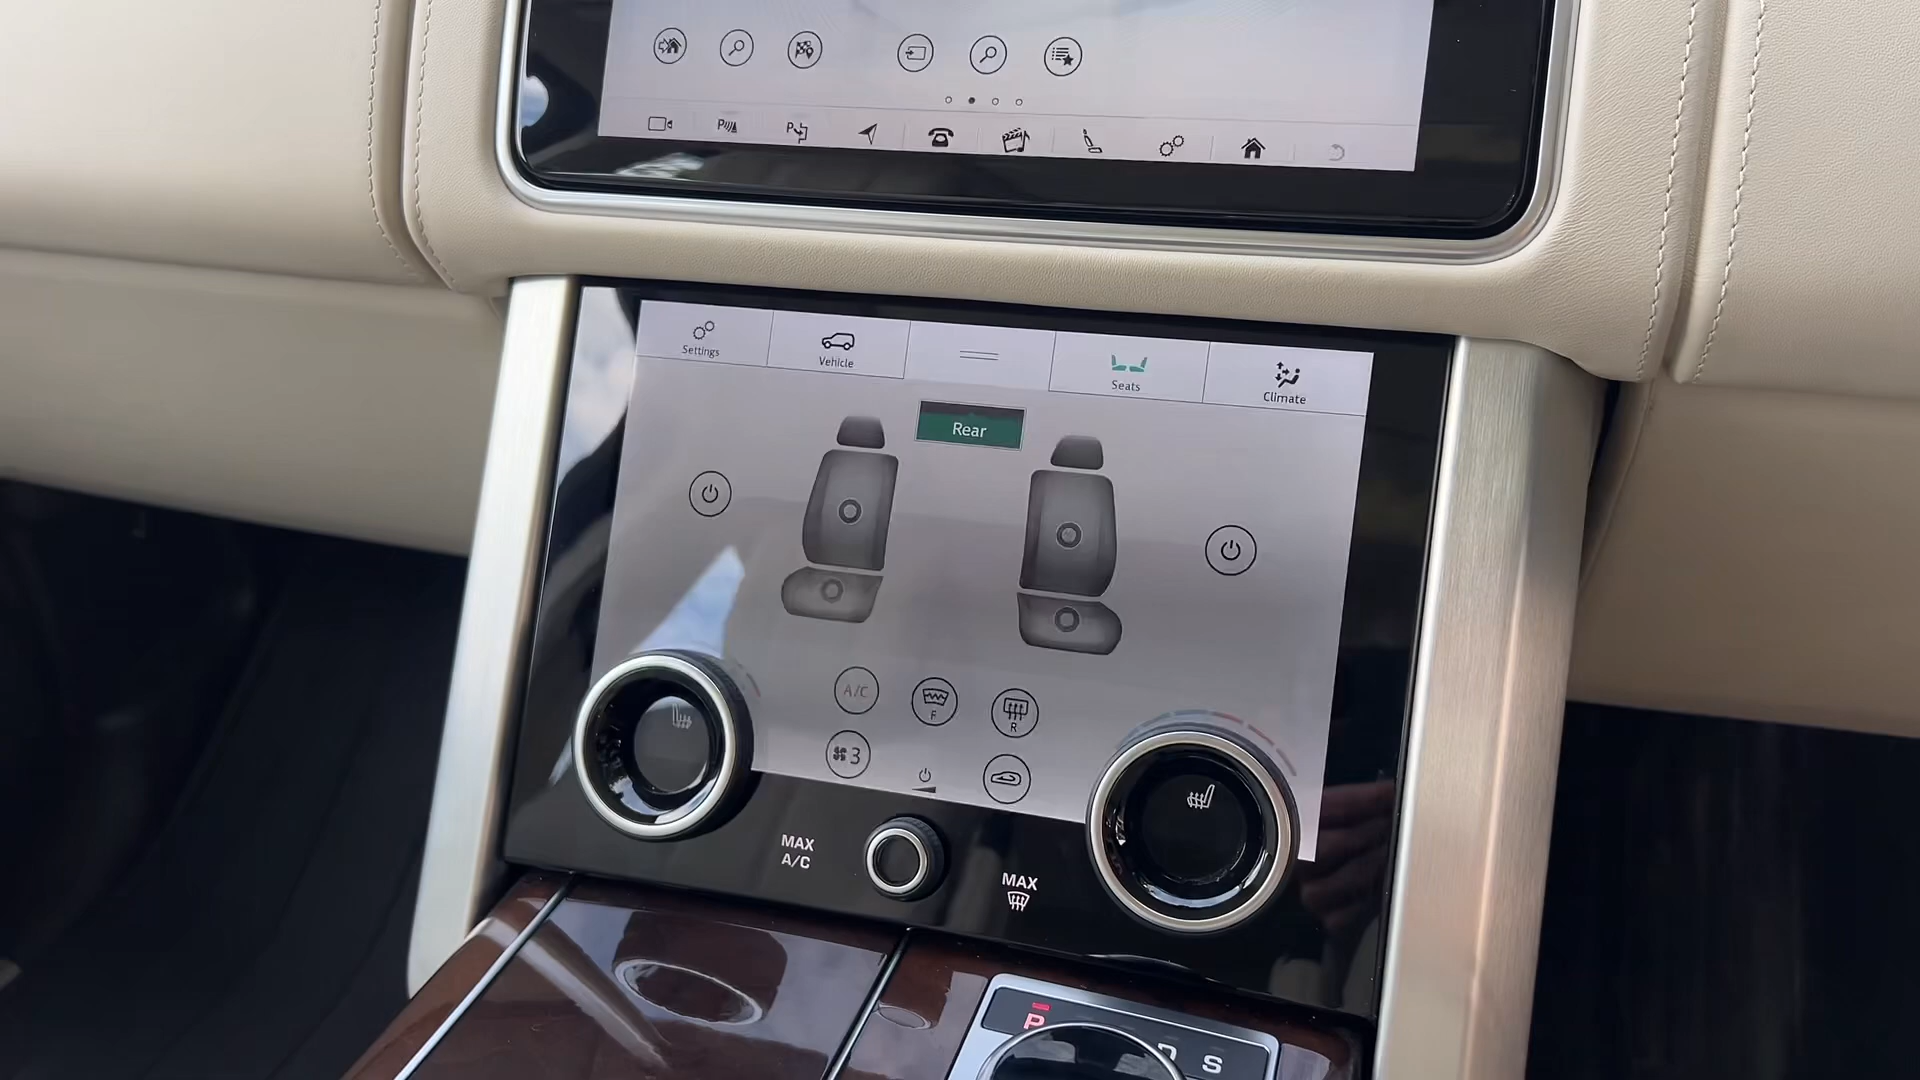 P
P
Settings
Vehicle
Seats
Climate
Rear
A/C
F
R
3
MAX
A/C
MAX
P
D S